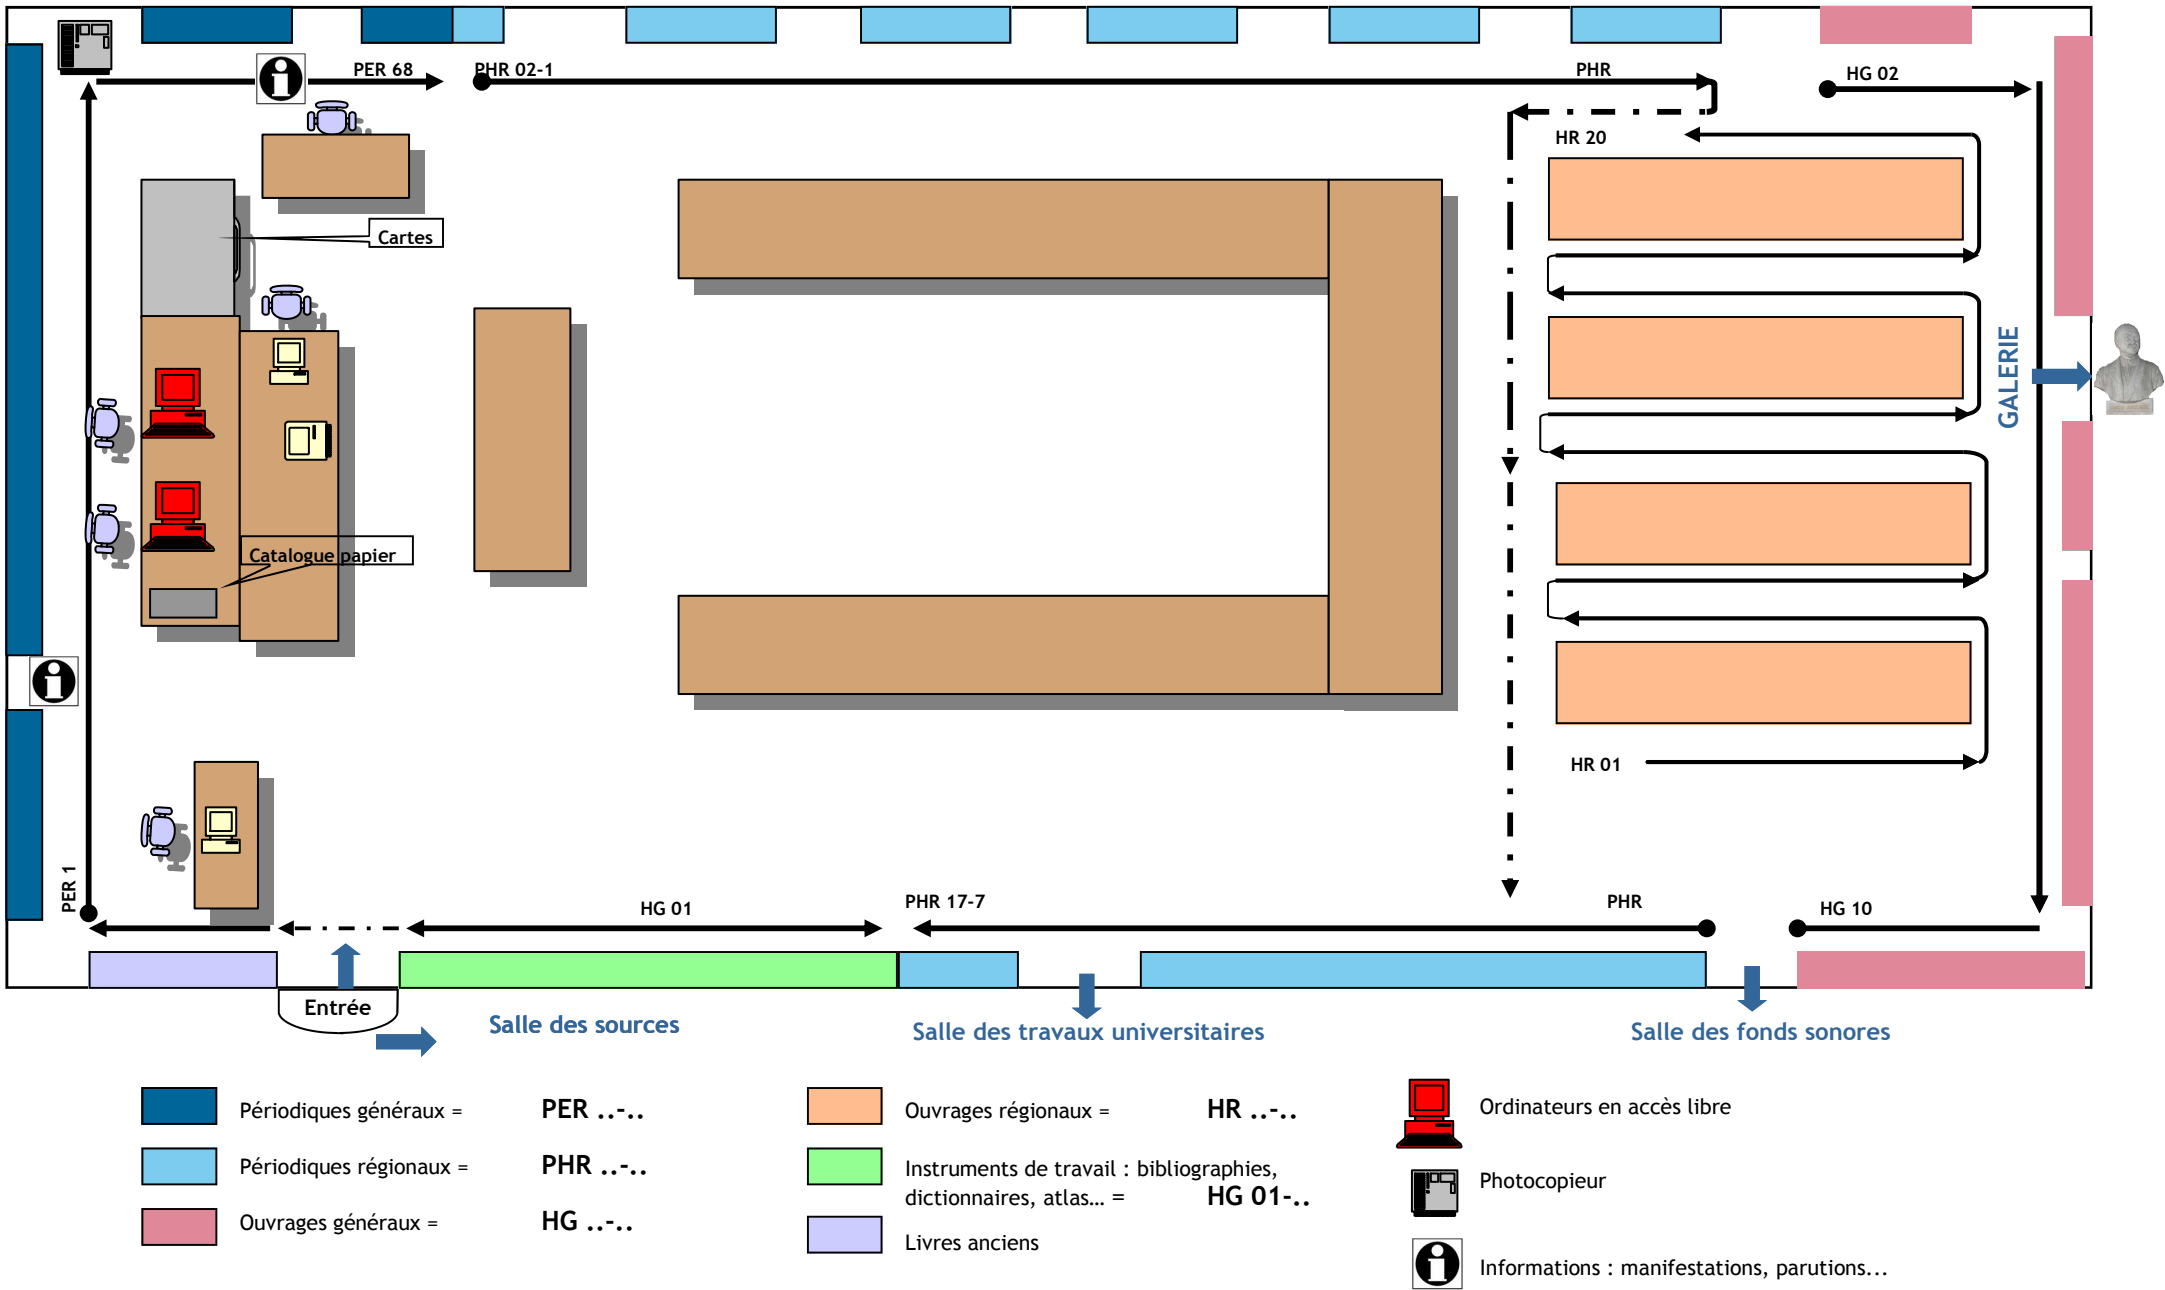 PER 68
PHR 02-1
PHR
HG 02
HR 20
Cartes
GALERIE
Catalogue papier
HR 01
PER 1
HG 01
PHR 17-7
PHR
HG 10
Entrée
Salle des sources
Salle des travaux universitaires
Salle des fonds sonores
Périodiques généraux = PER ..-..
Périodiques régionaux = PHR ..-..
Ouvrages généraux = HG ..-..
Ouvrages régionaux = HR ..-..
Instruments de travail : bibliographies,
dictionnaires, atlas… = HG 01-..
Livres anciens
Ordinateurs en accès libre
Photocopieur
Informations : manifestations, parutions...